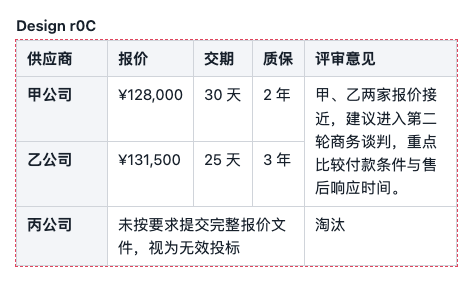 Design r0C
供应商 报价 交期 质保 评审意见
甲公司 ¥128,000 30 天 2 年
甲、乙两家报价接
近，建议进入第二
轮商务谈判，重点
比较付款条件与售
后响应时间。
乙公司 ¥131,500 25 天 3 年
丙公司
未按要求提交完整报价文
件，视为无效投标
淘汰